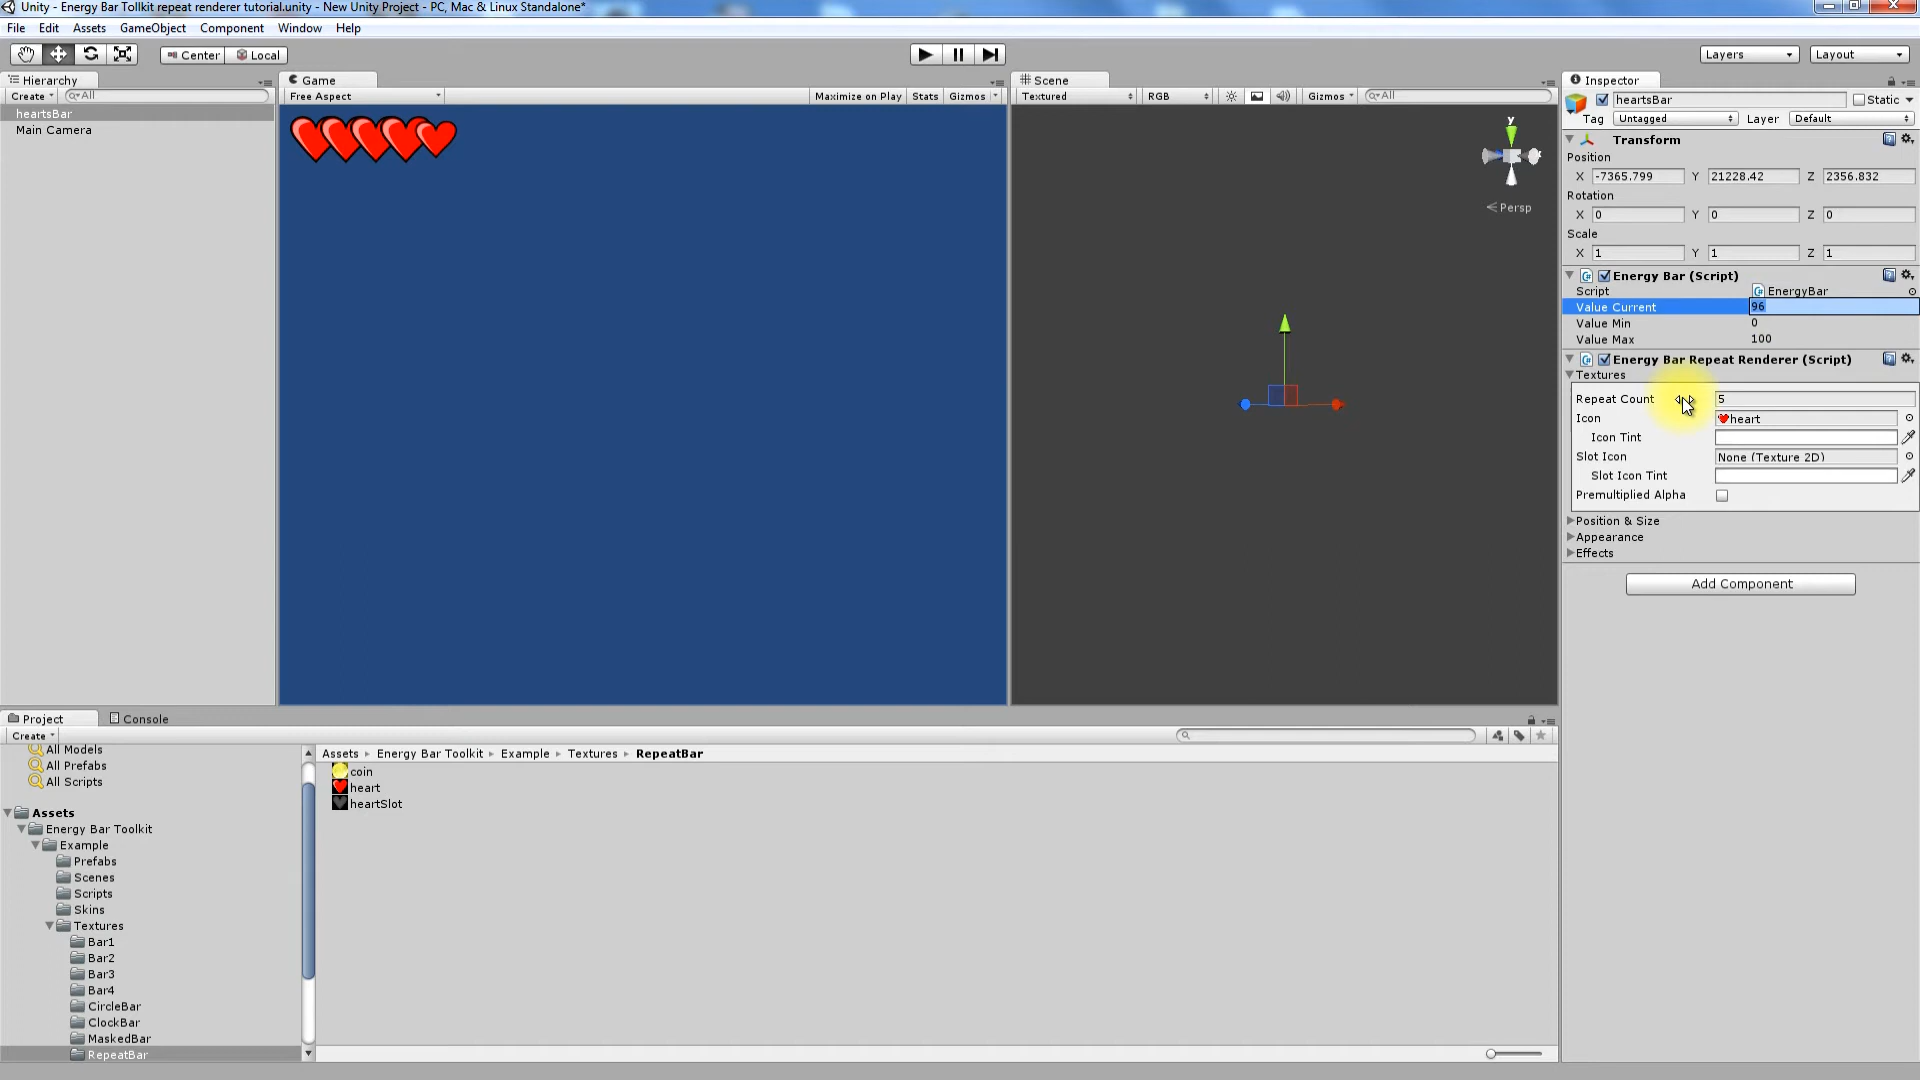 Unity - Energy Bar Tollkit repeat renderer tutorial.unity - New Unity Project - PC, Mac & Linux Standalone*
File Edit Assets GameObject Component Window Help
Center Local
Layers Layout
Hierarchy
Create All
heartsBar
Main Camera
Game
Free Aspect Maximize on Play Stats Gizmos
Scene
Textured RGB Gizmos All
y
Persp
Inspector
heartsBar Static
Tag Untagged Layer Default
Transform
Position
X -7365.799 Y 21228.42 Z 2356.832
Rotation
X 0 Y 0 Z 0
Scale
X 1 Y 1 Z 1
Energy Bar (Script)
Script EnergyBar
Value Current 96
Value Min 0
Value Max 100
Energy Bar Repeat Renderer (Script)
Textures
Repeat Count 5
Icon heart
Icon Tint
Slot Icon None (Texture 2D)
Slot Icon Tint
Premultiplied Alpha
Position & Size
Appearance
Effects
Add Component
Project Console
Create
All Models
All Prefabs
All Scripts
Assets
Energy Bar Toolkit
Example
Prefabs
Scenes
Scripts
Skins
Textures
Bar1
Bar2
Bar3
Bar4
CircleBar
ClockBar
MaskedBar
RepeatBar
Assets Energy Bar Toolkit Example Textures RepeatBar
coin
heart
heartSlot